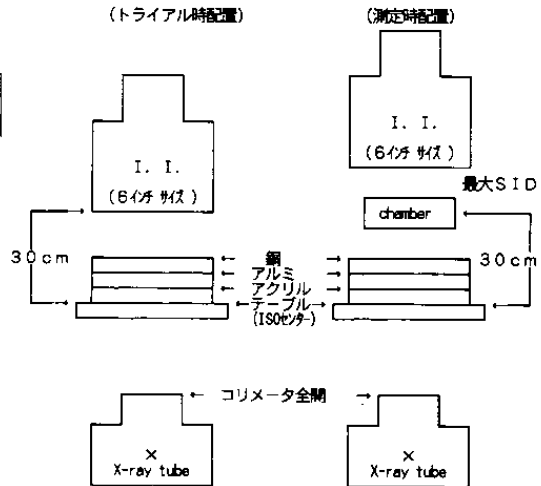 (トライアル時配置)
(測定時配置)
I. I.
(6インチ サイズ)
I. I.
(6インチ サイズ)
最大SID
chamber
30cm
銅
アルミ
アクリル
テーブル
(ISOセンター)
30cm
コリメータ全開
×
X-ray tube
×
X-ray tube